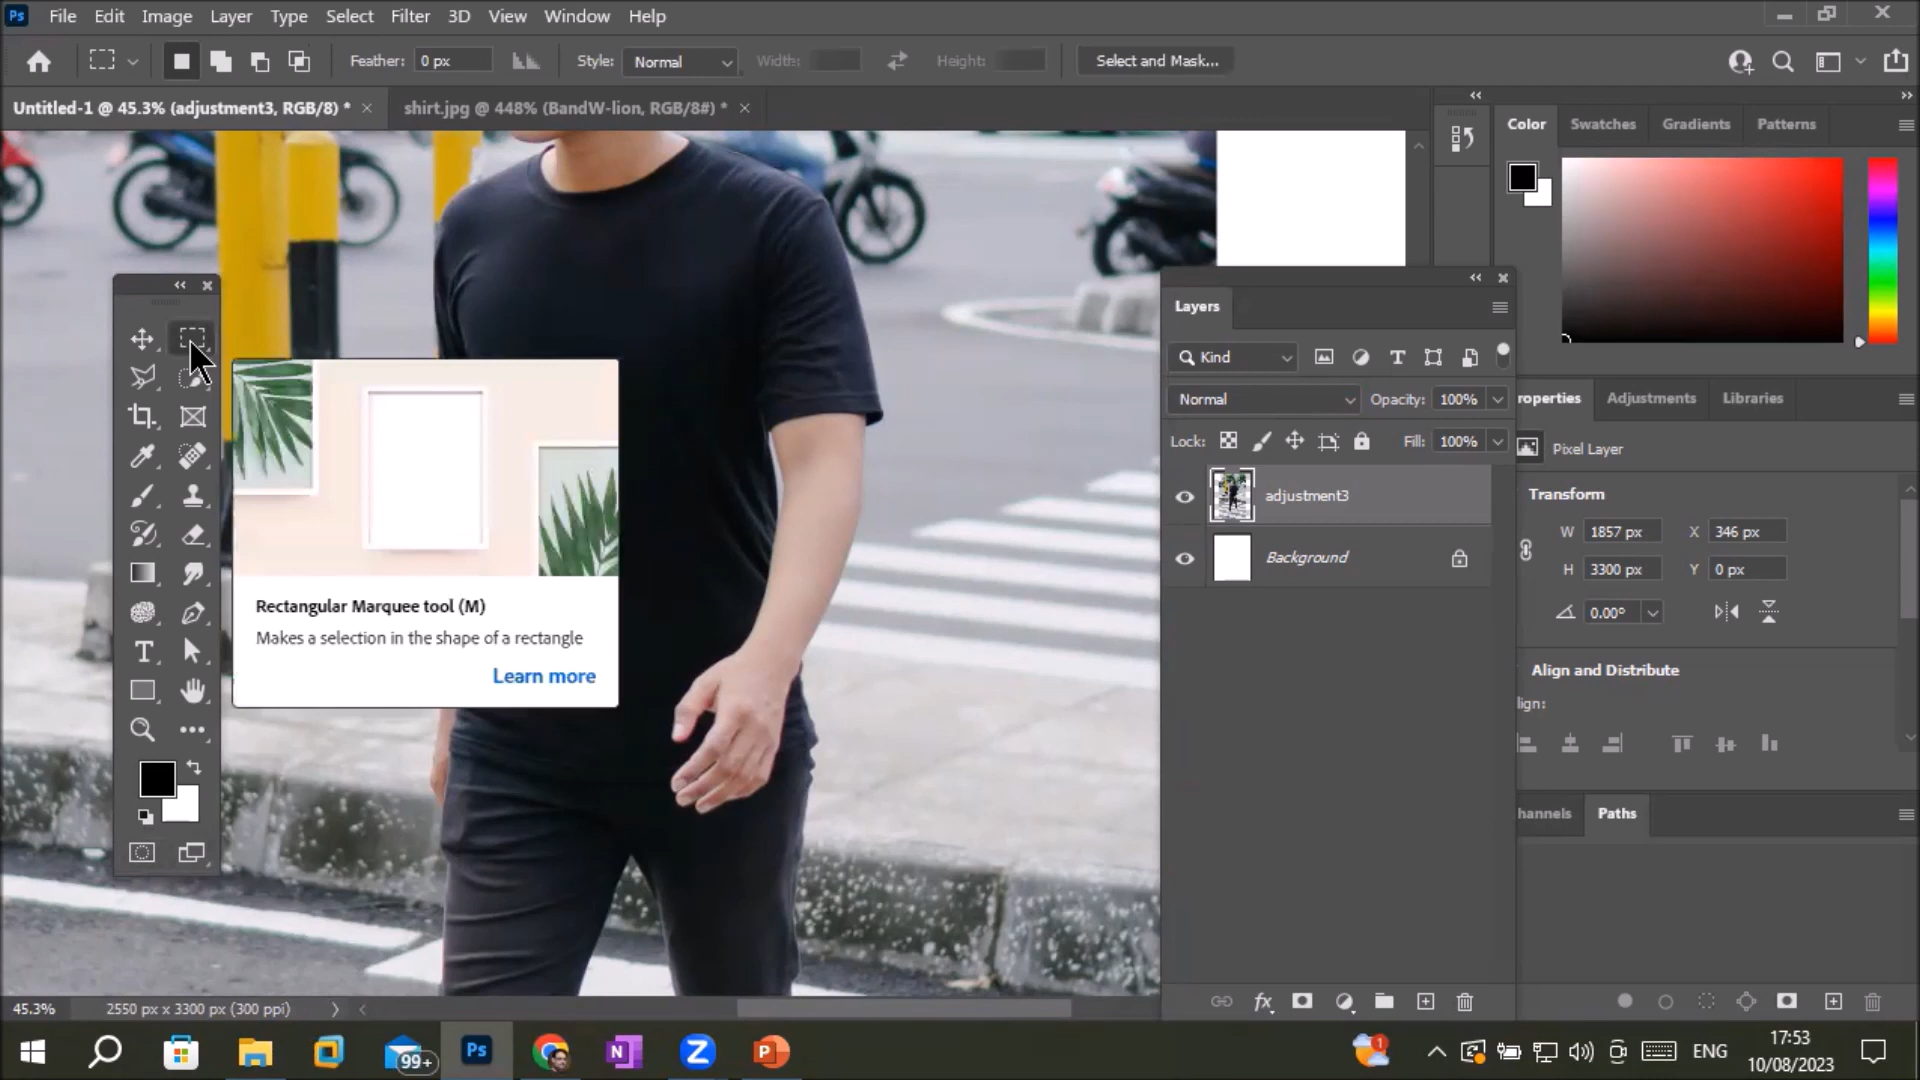 Ps File Edit Image Layer Type Select Filter 3D View Window Help
Feather: 0 px Style: Normal Width: Height: Select and Mask...
Untitled-1 @ 45.3% (adjustment3, RGB/8) * shirt.jpg @ 448% (BandW-lion, RGB/8#) *
Color Swatches Gradients Patterns
Layers
Kind
Normal Opacity: 100%
Lock: Fill: 100%
adjustment3
Background
roperties Adjustments Libraries
Pixel Layer
Transform
W 1857 px X 346 px
H 3300 px Y 0 px
0.00°
Align and Distribute
lign:
hannels Paths
Rectangular Marquee tool (M)
Makes a selection in the shape of a rectangle
Learn more
T
fx
45.3% 2550 px x 3300 px (300 ppi)
99+ Ps N Z P 1 ENG
17:53
10/08/2023